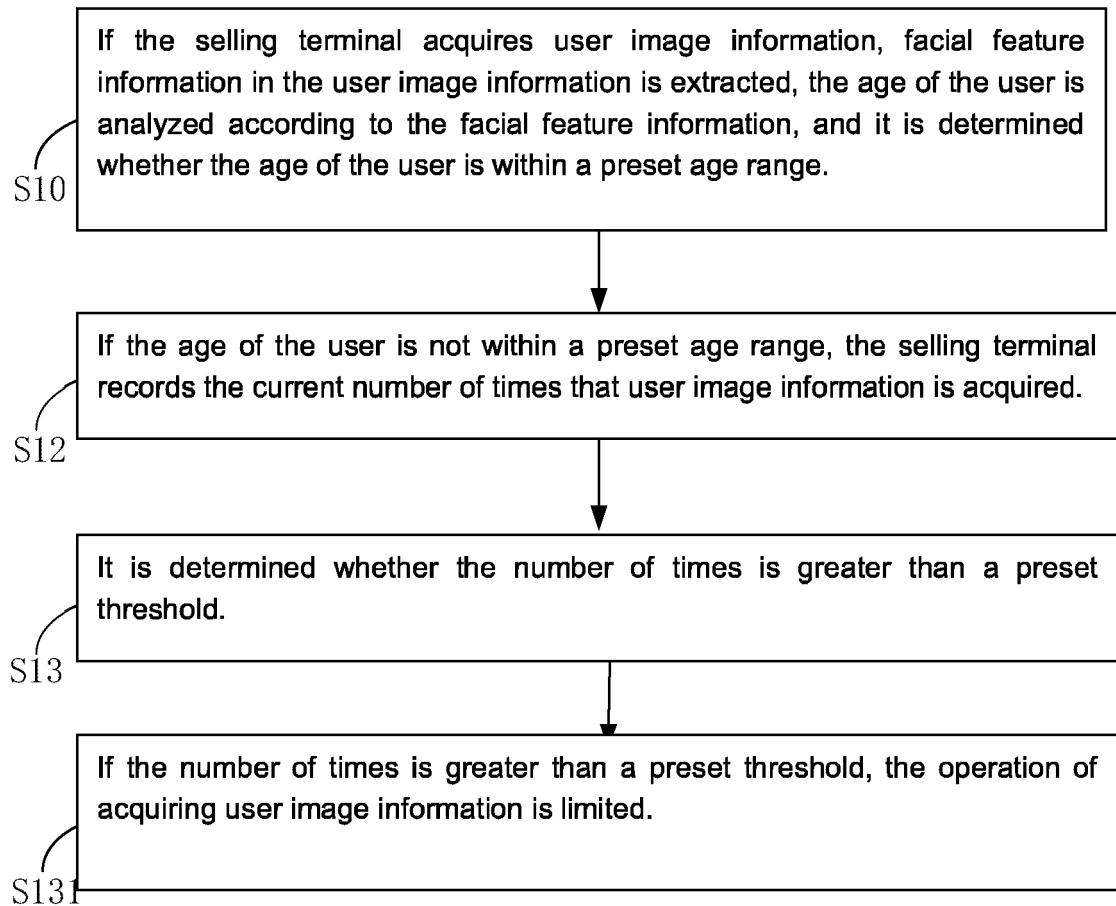 If the selling terminal acquires user image information, facial feature
information in the user image information is extracted, the age of the user is
analyzed according to the facial feature information, and it is determined
whether the age of the user is within a preset age range.
S10
If the age of the user is not within a preset age range, the selling terminal
records the current number of times that user image information is acquired.
S12
It is determined whether the number of times is greater than a preset
threshold.
S13
If the number of times is greater than a preset threshold, the operation of
acquiring user image information is limited.
S131